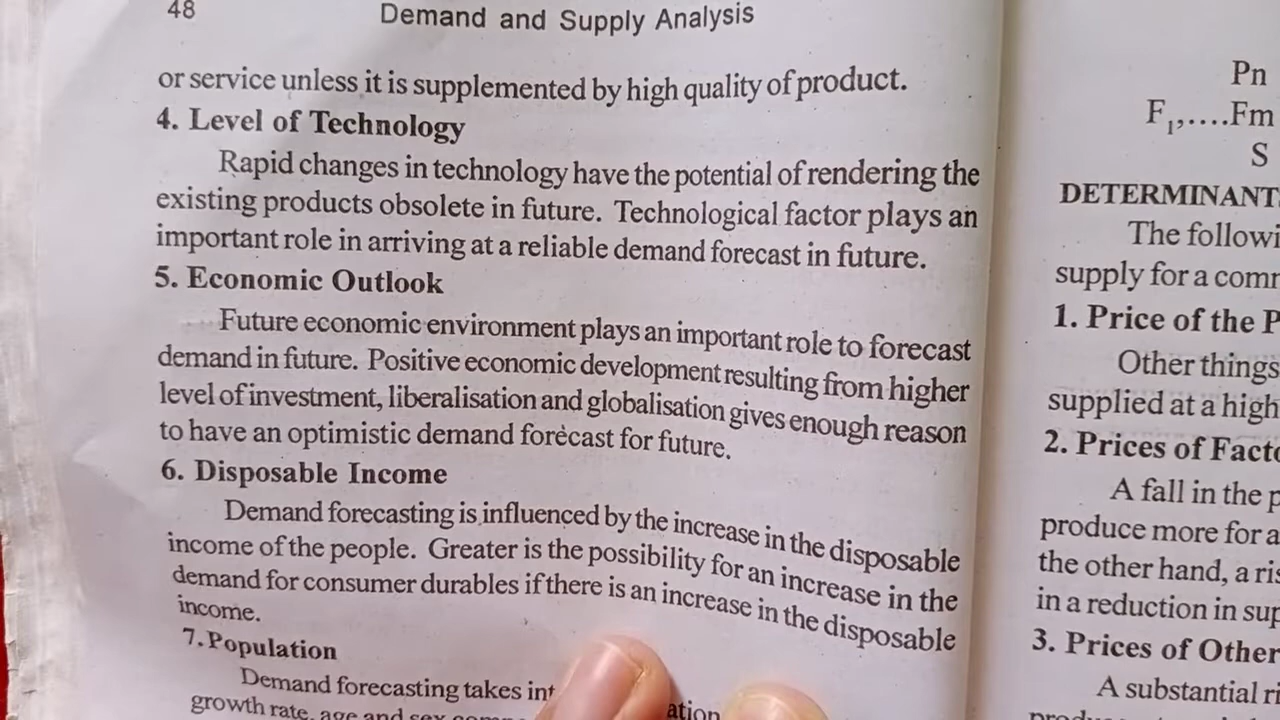 48
Demand and Supply Analysis
or service unless it is supplemented by high quality of product.
4. Level of Technology
Rapid changes in technology have the potential of rendering the
existing products obsolete in future. Technological factor plays an
important role in arriving at a reliable demand forecast in future.
5. Economic Outlook
Future economic environment plays an important role to forecast
demand in future. Positive economic development resulting from higher
level of investment, liberalisation and globalisation gives enough reason
to have an optimistic demand forecast for future.
6. Disposable Income
Demand forecasting is influenced by the increase in the disposable
income of the people. Greater is the possibility for an increase in the
demand for consumer durables if there is an increase in the disposable
income.
7. Population
Demand forecasting takes
growth rate, age and sex
Pn
F1,....Fm
S
DETERMINANT
The
supply for a
1. Price of the
Other things
supplied at a high
2. Prices of
A fall in the
produce more for a
the other hand, a
in a reduction in
3. Prices of Other
A substantial